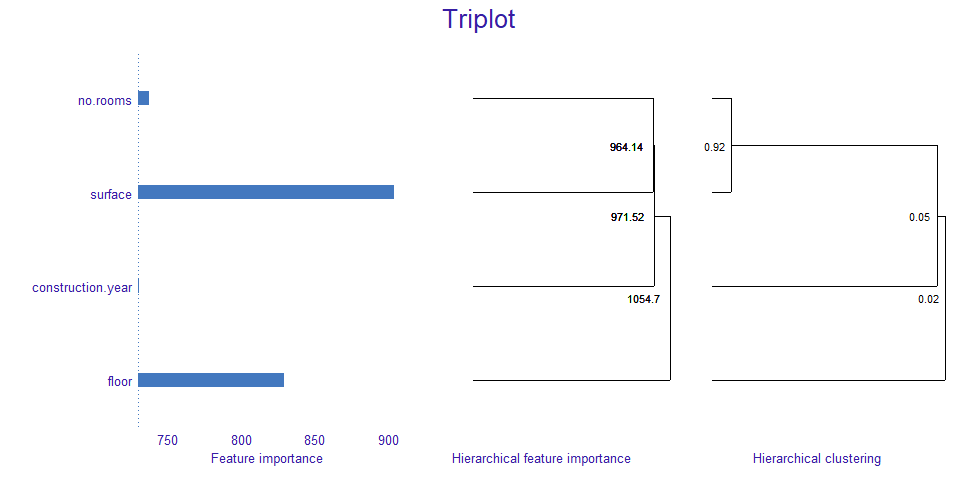 Triplot
no.rooms
surface
construction.year
floor
750 800 850 900
Feature importance
964.14
971.52
1054.7
Hierarchical feature importance
0.92
0.05
0.02
Hierarchical clustering